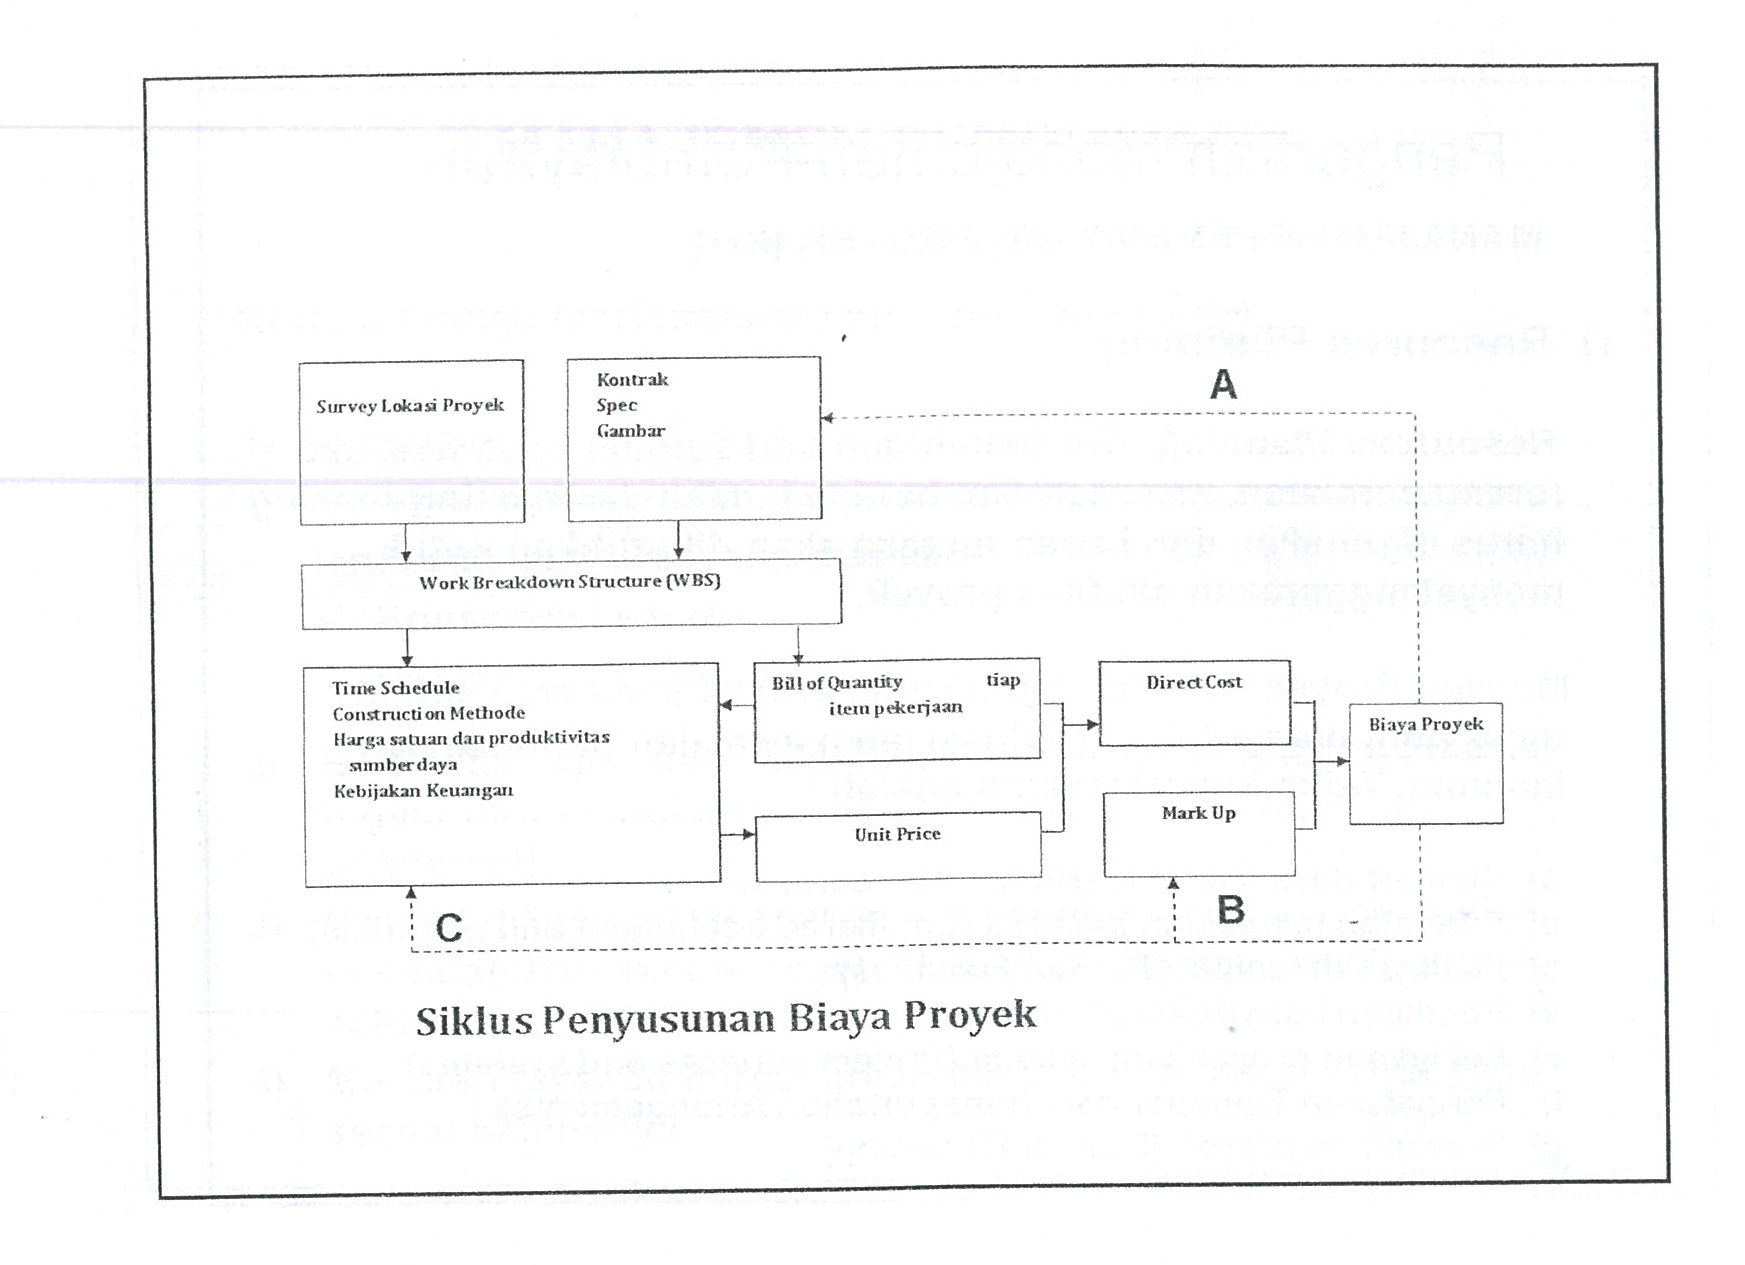 A
Survey Lokasi Proyek
Kontrak
Spec
Gambar
Work Breakdown Structure (WBS)
Time Schedule
Construction Methode
Harga satuan dan produktivitas
sumber daya
Kebijakan Keuangan
Bill of Quantity tiap
item pekerjaan
Unit Price
Direct Cost
Mark Up
Biaya Proyek
B
C
Siklus Penyusunan Biaya Proyek